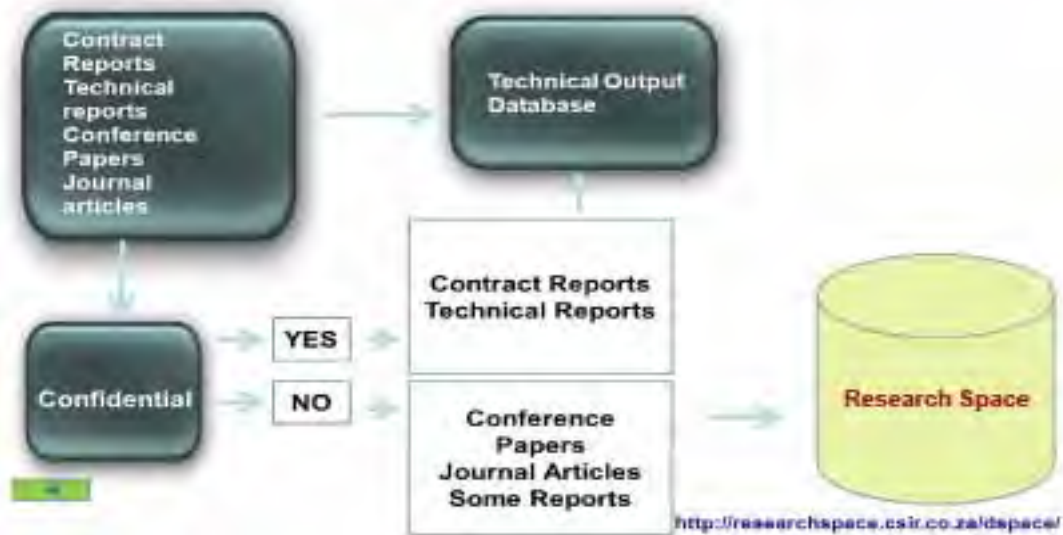 Contract
Reports
Technical
reports
Conference
Papers
Journal
articles
Technical Output
Database
Contract Reports
Technical Reports
Confidential
YES
NO
Conference
Papers
Journal Articles
Some Reports
Research Space
http://researchspace.csir.co.za/dspace/